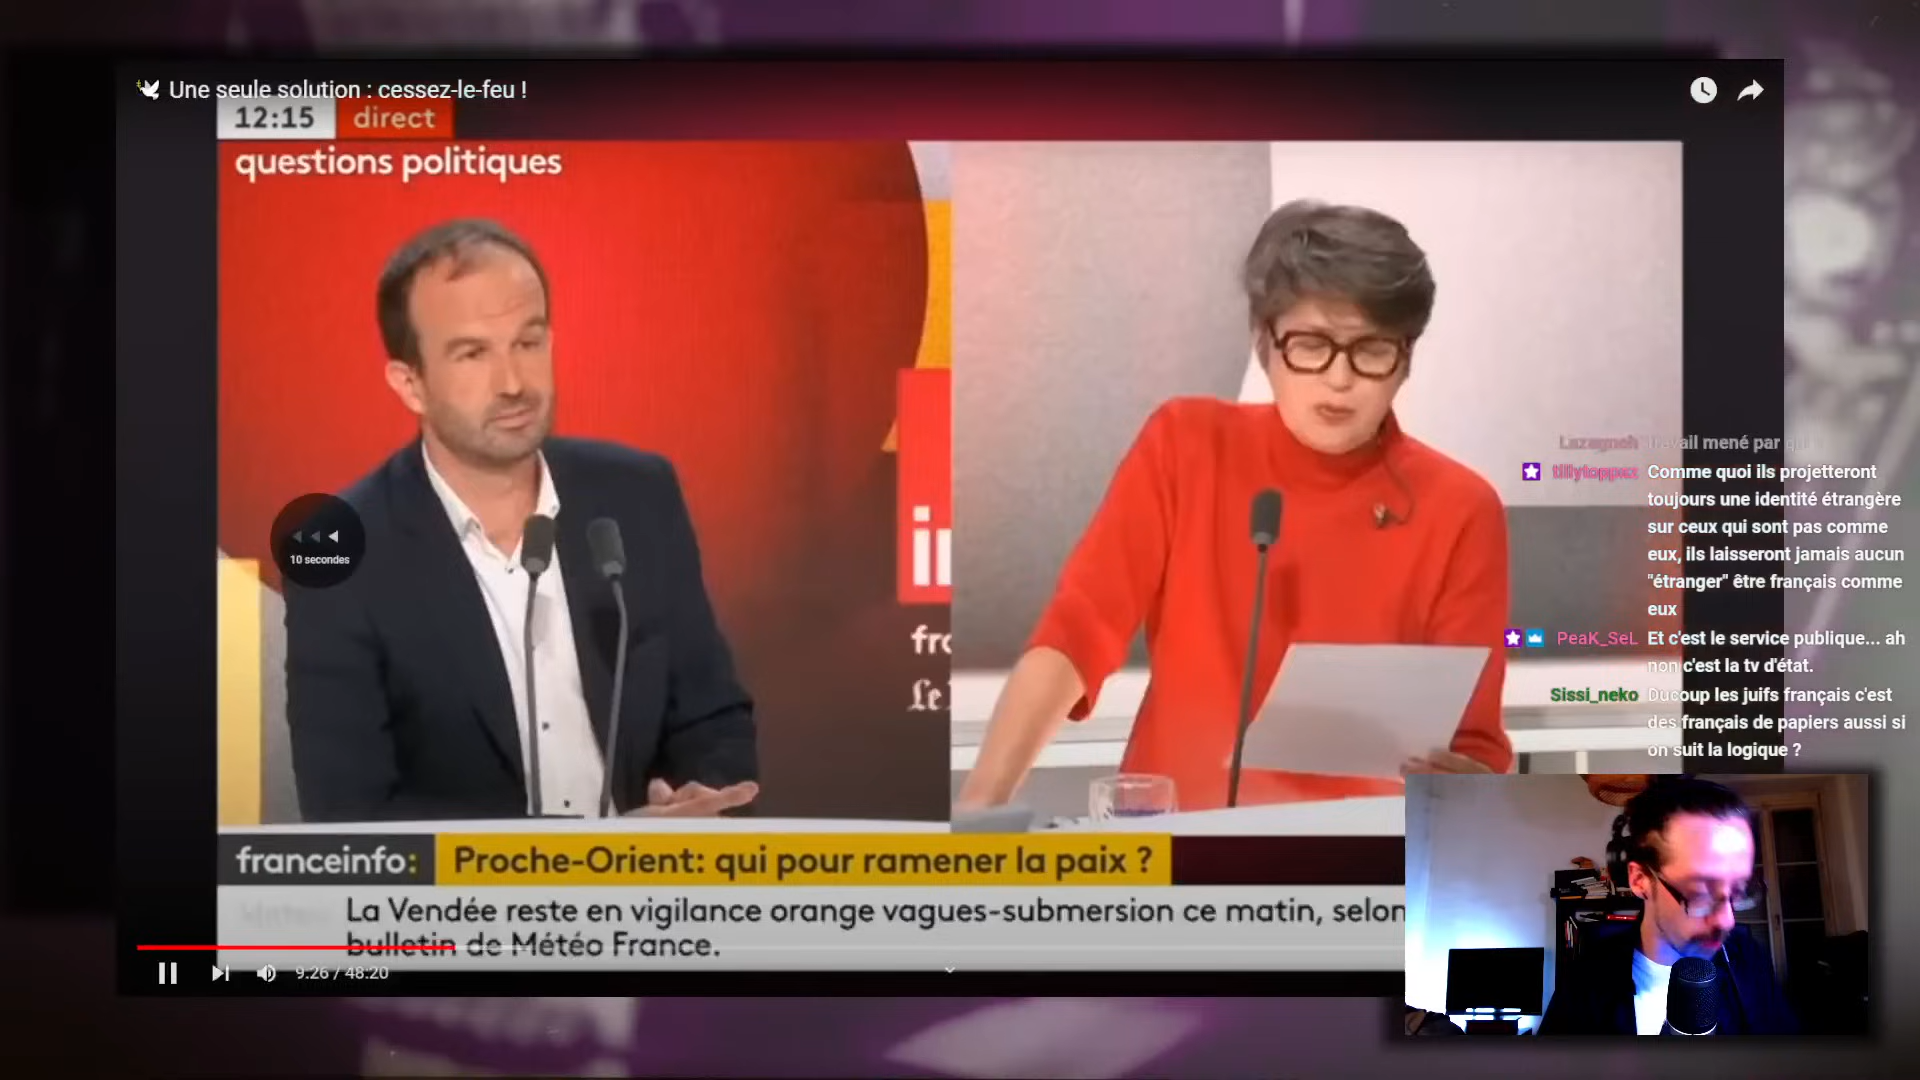 Une seule solution : cessez-le-feu !
12:15 direct
questions politiques
10 secondes
Comme quoi ils projetteront
toujours une identité étrangère
sur ceux qui sont pas comme
eux, ils laisseront jamais aucun
"étranger" être français comme
eux
PeaK_SeL Et c'est le service publique... ah
non c'est la tv d'état.
Sissi_neko Ducoup les juifs français c'est
des français de papiers aussi si
on suit la logique ?
franceinfo: Proche-Orient: qui pour ramener la paix ?
La Vendée reste en vigilance orange vagues-submersion ce matin, selon
bulletin de Météo France.
9:26 / 48:20